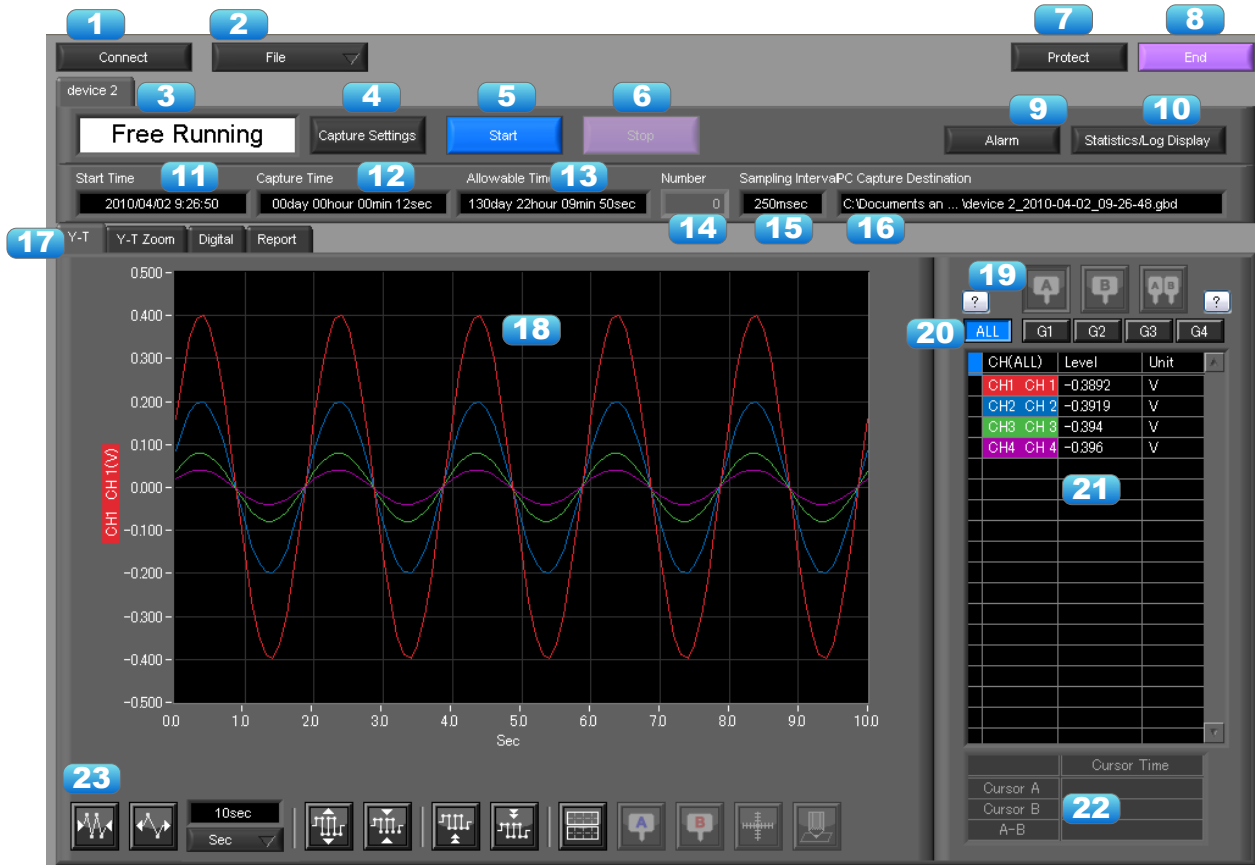 1 2 7 8
Connect File Protect End
device 2
3 4 5 6 9 10
Free Running Capture Settings Start Stop Alarm Statistics/Log Display
Start Time 11 Capture Time 12 Allowable Time 13 Number Sampling Interval PC Capture Destination
2010/04/02 9:26:50 00day 00hour 00min 12sec 130day 22hour 09min 50sec 0 250msec C:\Documents an ... \device 2_2010-04-02_09-26-48.gbd
14 15 16
17 Y-T Y-T Zoom Digital Report
0.500
0.400
0.300
0.200
0.100
0.000
-0.100
-0.200
-0.300
-0.400
-0.500
CH1 CH 1(V)
18
0.0 1.0 2.0 3.0 4.0 5.0 6.0 7.0 8.0 9.0 10.0
Sec
19 A B A B
? ?
20 ALL G1 G2 G3 G4
CH(ALL) Level Unit
CH1 CH 1 -0.3892 V
CH2 CH 2 -0.3919 V
CH3 CH 3 -0.394 V
CH4 CH 4 -0.396 V
21
Cursor Time
Cursor A
Cursor B
A-B
22
23
10sec
Sec
A B